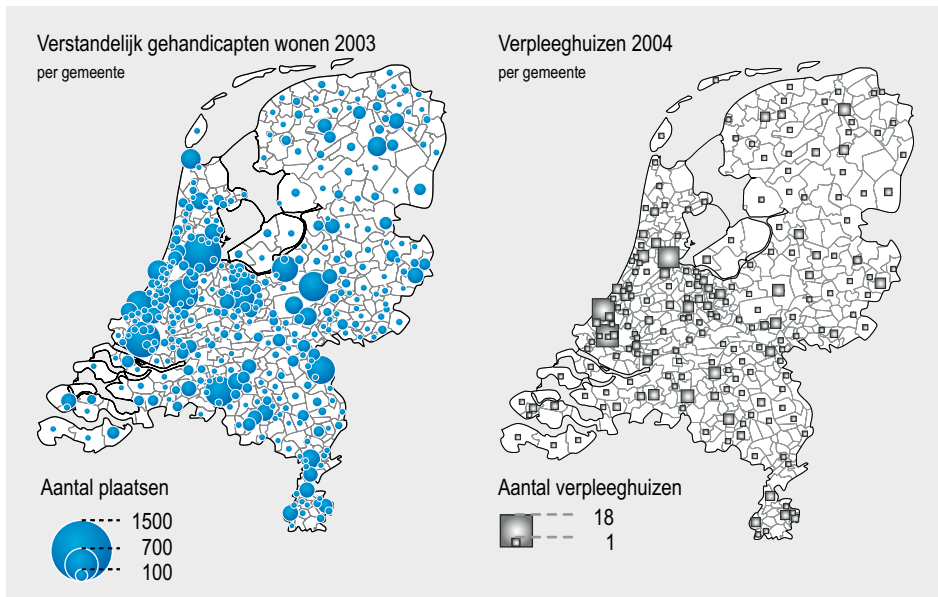 Verstandelijk gehandicapten wonen 2003
per gemeente
Aantal plaatsen
1500
700
100
Verpleeghuizen 2004
per gemeente
Aantal verpleeghuizen
18
1